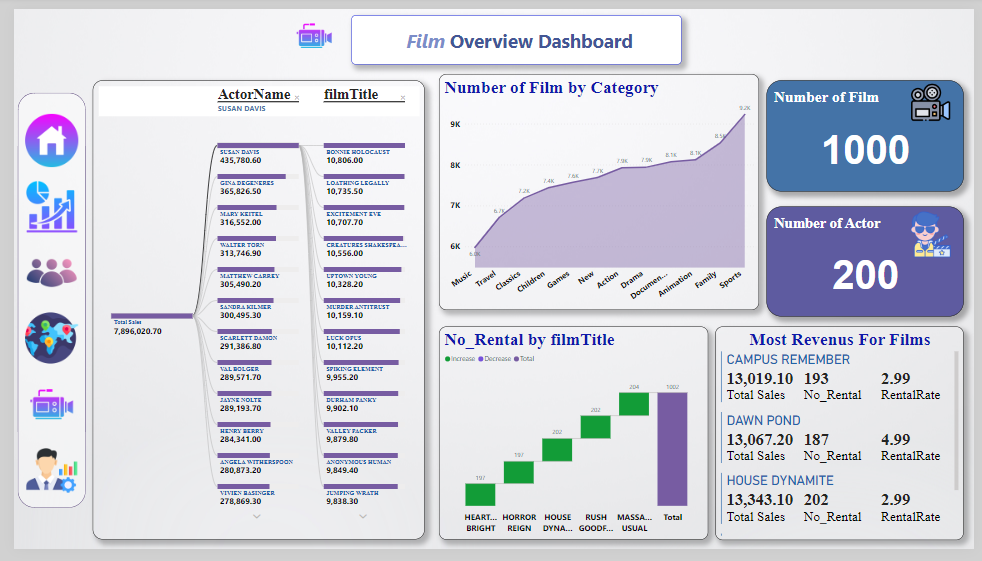 Film Overview Dashboard
ActorName
filmTitle
SUSAN DAVIS
Total Sales
7,896,020.70
SUSAN DAVIS
435,780.60
GINA DEGENERES
365,826.50
MARY KEITEL
316,552.00
WALTER TORN
313,746.90
MATTHEW CARREY
305,490.20
SANDRA KILMER
300,495.30
SCARLETT DAMON
291,386.80
VAL BOLGER
289,571.70
JAYNE NOLTE
289,193.70
HENRY BERRY
284,341.00
ANGELA WITHERSPOON
280,873.20
VIVIEN BASINGER
278,869.30
BONNIE HOLOCAUST
10,806.00
LOATHING LEGALLY
10,735.50
EXCITEMENT EVE
10,707.70
CREATURES SHAKESPEA...
10,556.00
UPTOWN YOUNG
10,328.20
MURDER ANTITRUST
10,159.10
LUCK OPUS
10,112.20
SPIKING ELEMENT
9,955.20
DURHAM PANKY
9,902.10
VALLEY PACKER
9,879.80
ANONYMOUS HUMAN
9,849.40
JUMPING WRATH
9,838.30
Number of Film by Category
9K
8K
7K
6K
6.0K
6.7K
7.2K
7.4K
7.6K
7.7K
7.9K
7.9K
8.1K
8.1K
8.5K
9.2K
Music
Travel
Classics
Children
Games
New
Action
Drama
Documen...
Animation
Family
Sports
Number of Film
1000
Number of Actor
200
No_Rental by filmTitle
Increase Decrease Total
197
197
202
202
204
1002
HEART... BRIGHT
HORROR REIGN
HOUSE DYNA...
RUSH GOODF...
MASSA... USUAL
Total
Most Revenus For Films
CAMPUS REMEMBER
13,019.10 193 2.99
Total Sales No_Rental RentalRate
DAWN POND
13,067.20 187 4.99
Total Sales No_Rental RentalRate
HOUSE DYNAMITE
13,343.10 202 2.99
Total Sales No_Rental RentalRate